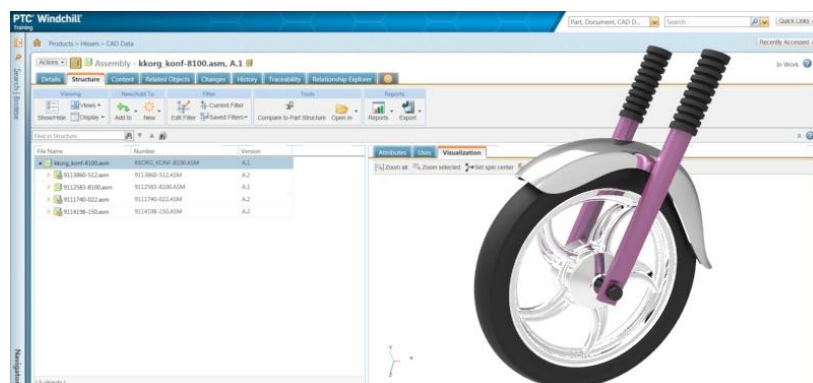 PTC Windchill
Training
Part, Document, CAD D...
Search...
Quick Links
Products > Hissen > CAD Data
Recently Accessed
Actions
Assembly - kkorg_konf-8100.asm, A.1
In Work
Details
Structure
Content
Related Objects
Changes
History
Traceability
Relationship Explorer
Search | Browse
Viewing
New/Add To
Filter
Tools
Reports
Show/Hide
Views
Display
Add to
New
Edit Filter
Current Filter
Saved Filters
Compare to Part Structure
Open in
Reports
Export
Find in Structure
File Name Number Version
kkorg_konf-8100.asm KKORG_KONF-8100.ASM A.1
9113860-512.asm 9113860-512.ASM A.2
9112583-8100.asm 9112583-8100.ASM A.1
9111740-022.asm 9111740-022.ASM A.2
9114198-150.asm 9114198-150.ASM A.2
Attributes
Uses
Visualization
Zoom all
Zoom selected
Set spin center
Y
Z
Navigator